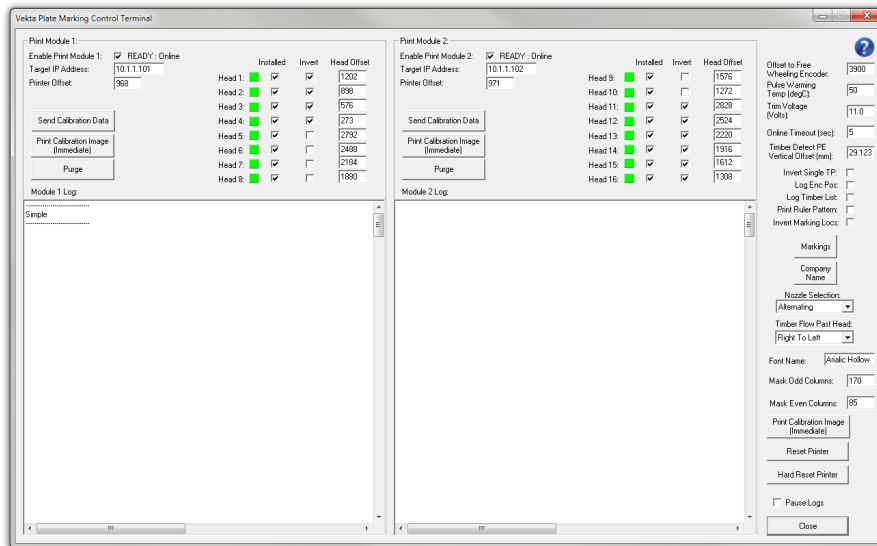 Vekta Plate Marking Control Terminal
Print Module 1:
Enable Print Module 1: READY : Online
Target IP Address: 10.1.1.101
Printer Offset: 968
Installed Invert Head Offset
Head 1: 1202
Head 2: 898
Head 3: 576
Head 4: 273
Head 5: 2792
Head 6: 2488
Head 7: 2184
Head 8: 1880
Send Calibration Data
Print Calibration Image
(Immediate)
Purge
Module 1 Log:
------------------------------
Simple
------------------------------
Print Module 2:
Enable Print Module 2: READY : Online
Target IP Address: 10.1.1.102
Printer Offset: 971
Installed Invert Head Offset
Head 9: 1576
Head 10: 1272
Head 11: 2828
Head 12: 2524
Head 13: 2220
Head 14: 1916
Head 15: 1612
Head 16: 1308
Send Calibration Data
Print Calibration Image
(Immediate)
Purge
Module 2 Log:
Offset to Free
Wheeling Encoder: 3900
Pulse Warming
Temp (degC): 50
Trim Voltage
(Volts): 11.0
Online Timeout (sec): 5
Timber Detect PE
Vertical Offset (mm): 29.123
Invert Single TP:
Log Enc Pos:
Log Timber List:
Print Ruler Pattern:
Invert Marking Locs:
Markings
Company
Name
Nozzle Selection:
Alternating
Timber Flow Past Head:
Right To Left
Font Name: Arialic Hollow
Mask Odd Columns: 170
Mask Even Columns: 85
Print Calibration Image
(Immediate)
Reset Printer
Hard Reset Printer
Pause Logs
Close